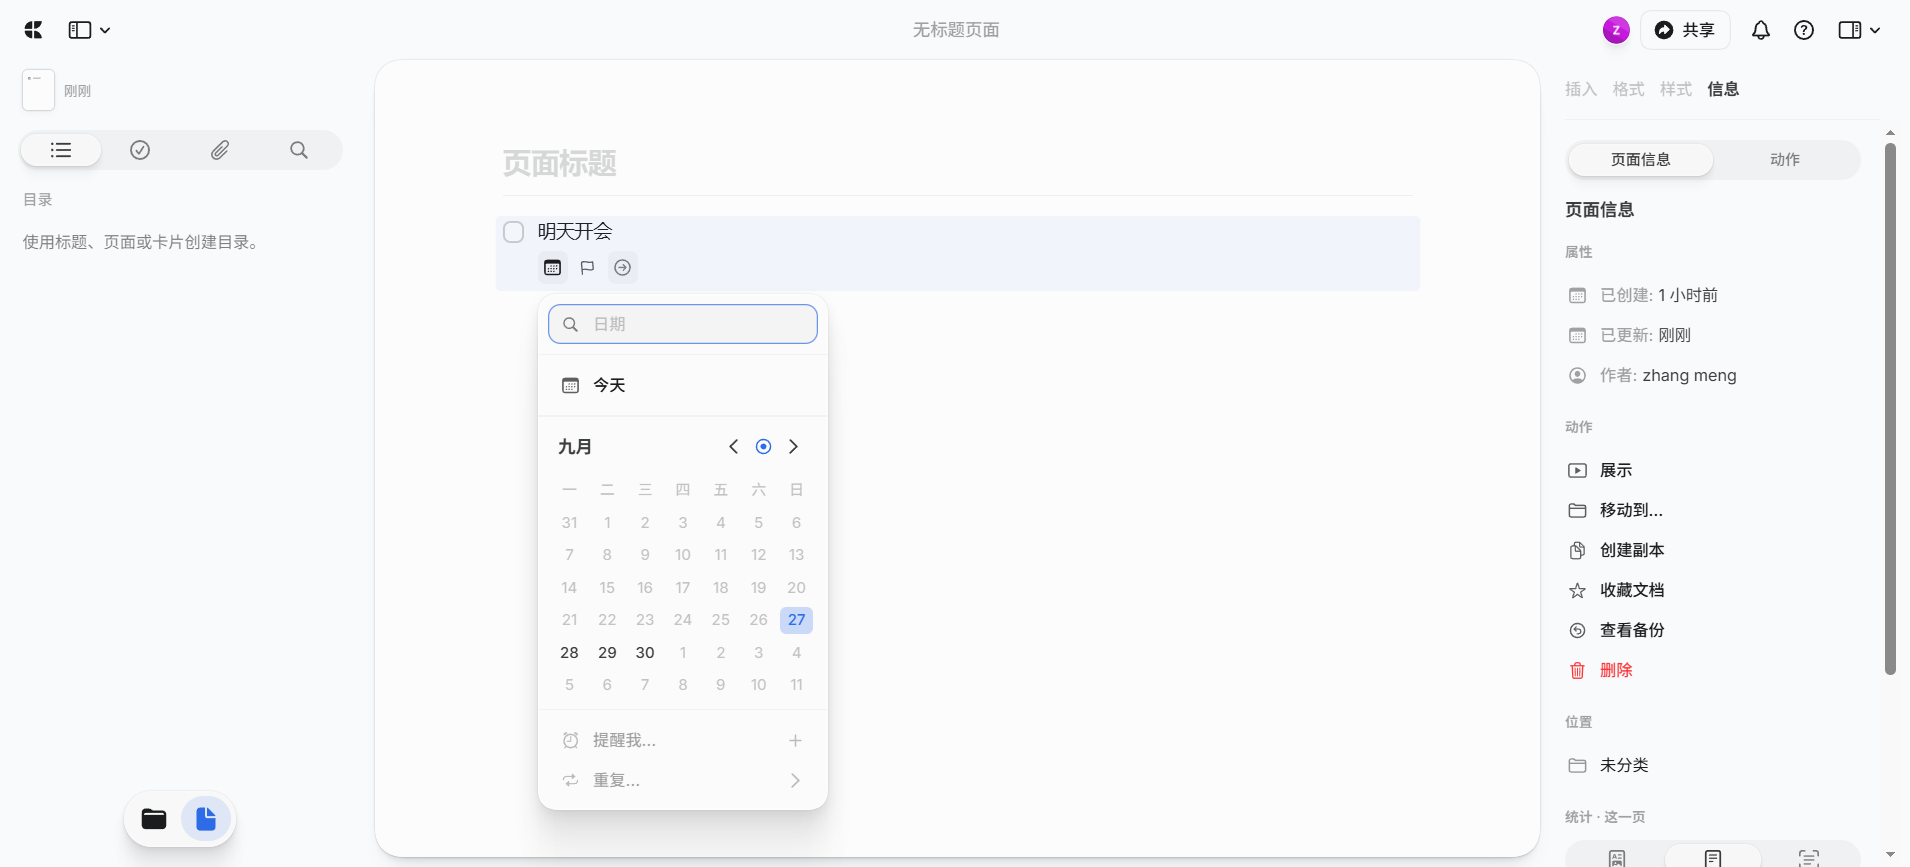 无标题页面
Z
共享
刚刚
目录
使用标题、页面或卡片创建目录。
页面标题
明天开会
日期
今天
九月
一 二 三 四 五 六 日
31 1 2 3 4 5 6
7 8 9 10 11 12 13
14 15 16 17 18 19 20
21 22 23 24 25 26 27
28 29 30 1 2 3 4
5 6 7 8 9 10 11
提醒我...
重复...
插入 格式 样式 信息
页面信息 动作
页面信息
属性
已创建: 1 小时前
已更新: 刚刚
作者: zhang meng
动作
展示
移动到...
创建副本
收藏文档
查看备份
删除
位置
未分类
统计 · 这一页